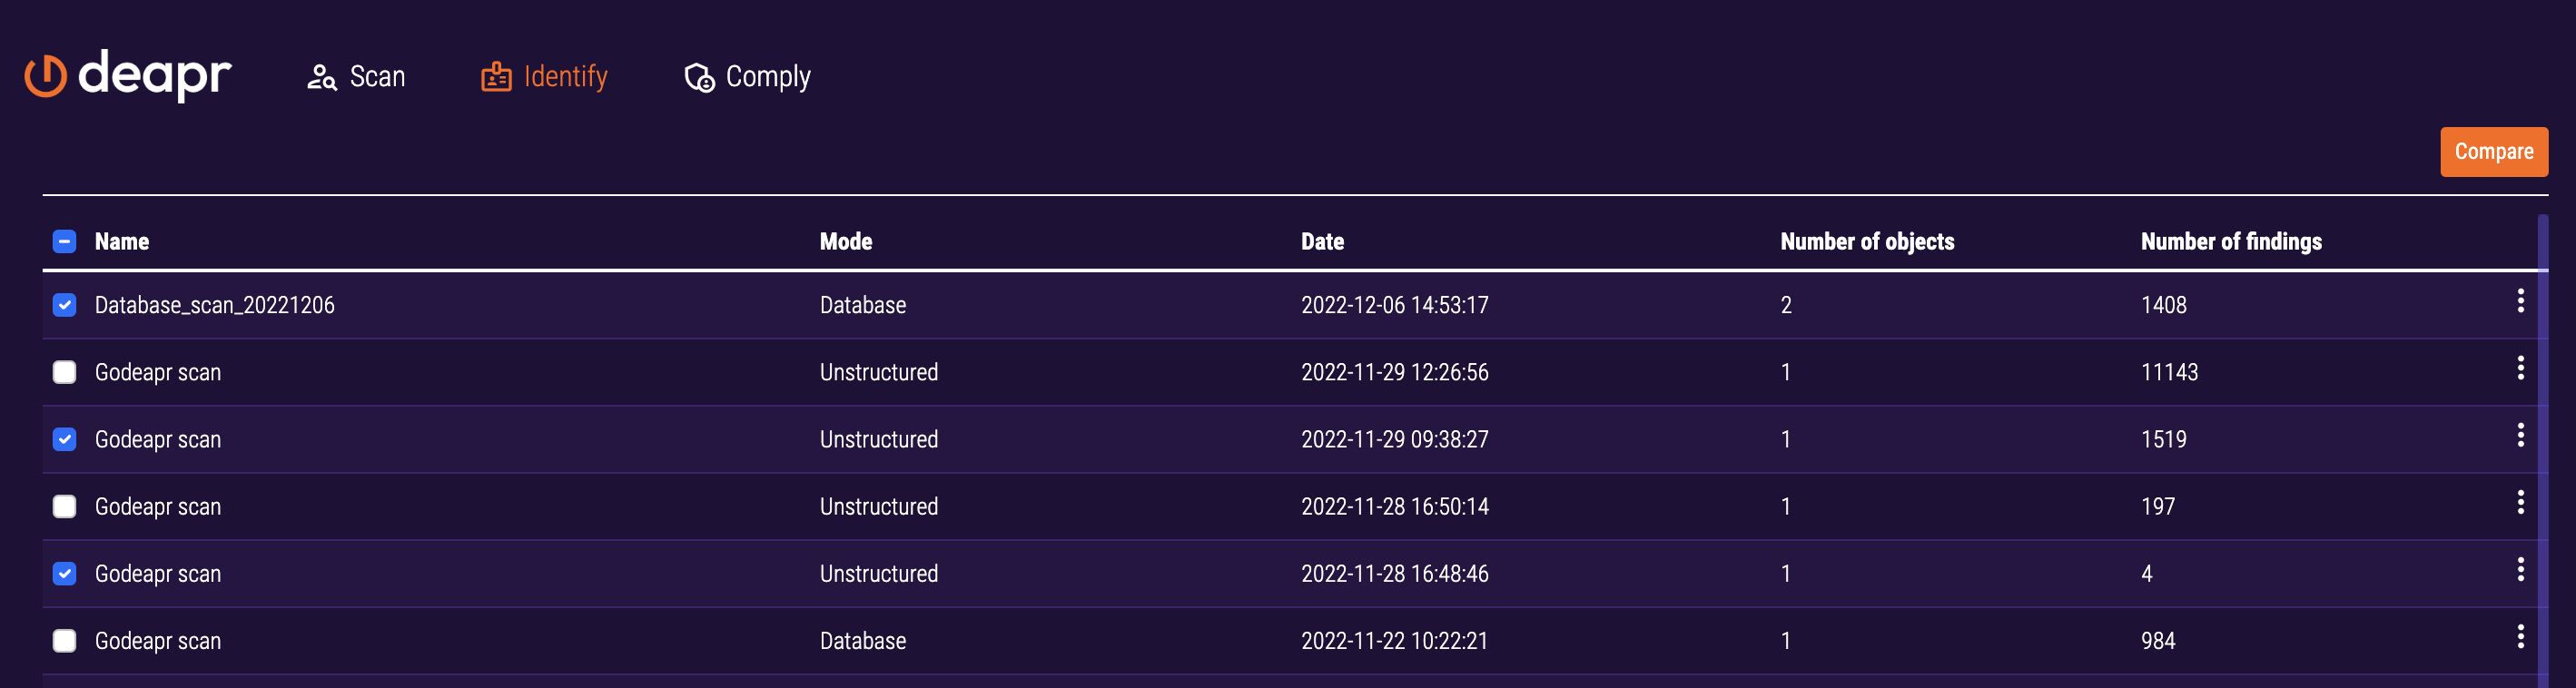 deapr Scan Identify Comply
Compare
Name Mode Date Number of objects Number of findings
Database_scan_20221206 Database 2022-12-06 14:53:17 2 1408
Godeapr scan Unstructured 2022-11-29 12:26:56 1 11143
Godeapr scan Unstructured 2022-11-29 09:38:27 1 1519
Godeapr scan Unstructured 2022-11-28 16:50:14 1 197
Godeapr scan Unstructured 2022-11-28 16:48:46 1 4
Godeapr scan Database 2022-11-22 10:22:21 1 984